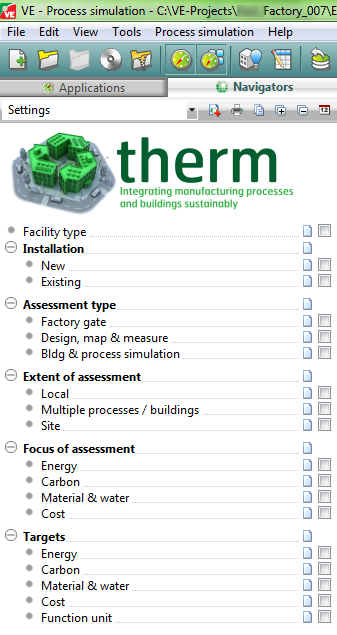 VE - Process simulation - C:\VE-Projects\ Factory_007\E
File Edit View Tools Process simulation Help
Applications Navigators
Settings
12
therm
Integrating manufacturing processes
and buildings sustainably
Facility type
Installation
New
Existing
Assessment type
Factory gate
Design, map & measure
Bldg & process simulation
Extent of assessment
Local
Multiple processes / buildings
Site
Focus of assessment
Energy
Carbon
Material & water
Cost
Targets
Energy
Carbon
Material & water
Cost
Function unit